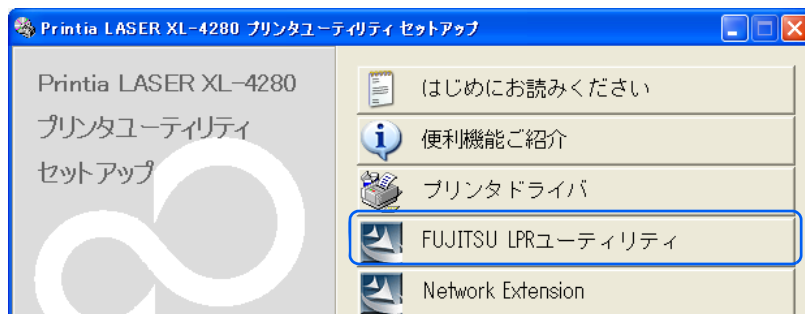 Printia LASER XL-4280 プリンタユーティリティ セットアップ
Printia LASER XL-4280
プリンタユーティリティ
セットアップ
はじめにお読みください
便利機能ご紹介
プリンタドライバ
FUJITSU LPRユーティリティ
Network Extension